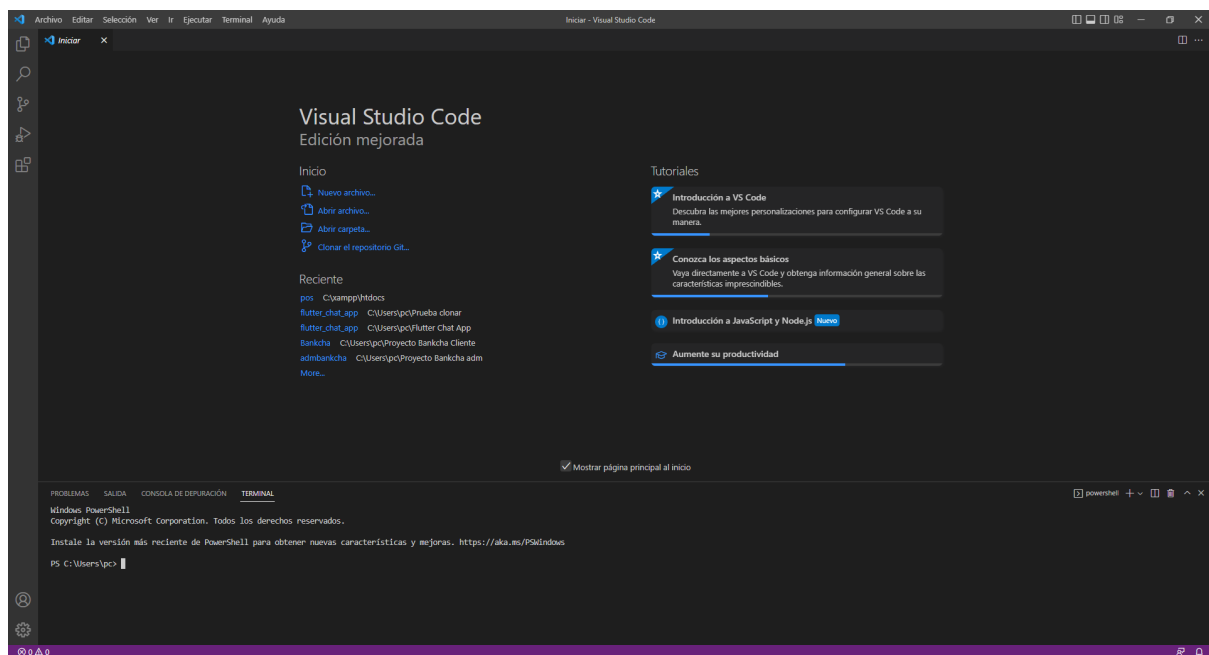 Archivo Editar Selección Ver Ir Ejecutar Terminal Ayuda
Iniciar - Visual Studio Code
Iniciar
Visual Studio Code
Edición mejorada
Inicio
Nuevo archivo...
Abrir archivo...
Abrir carpeta...
Clonar el repositorio Git...
Reciente
pos C:\xampp\htdocs
flutter_chat_app C:\Users\pc\Prueba clonar
flutter_chat_app C:\Users\pc\Flutter Chat App
Bankcha C:\Users\pc\Proyecto Bankcha Cliente
admbankcha C:\Users\pc\Proyecto Bankcha adm
More...
Tutoriales
Introducción a VS Code
Descubra las mejores personalizaciones para configurar VS Code a su
manera.
Conozca los aspectos básicos
Vaya directamente a VS Code y obtenga información general sobre las
características imprescindibles.
Introducción a JavaScript y Node.js Nuevo
Aumente su productividad
Mostrar página principal al inicio
PROBLEMAS SALIDA CONSOLA DE DEPURACIÓN TERMINAL
powershell
Windows PowerShell
Copyright (C) Microsoft Corporation. Todos los derechos reservados.
Instale la versión más reciente de PowerShell para obtener nuevas características y mejoras. https://aka.ms/PSWindows
PS C:\Users\pc>
0 0